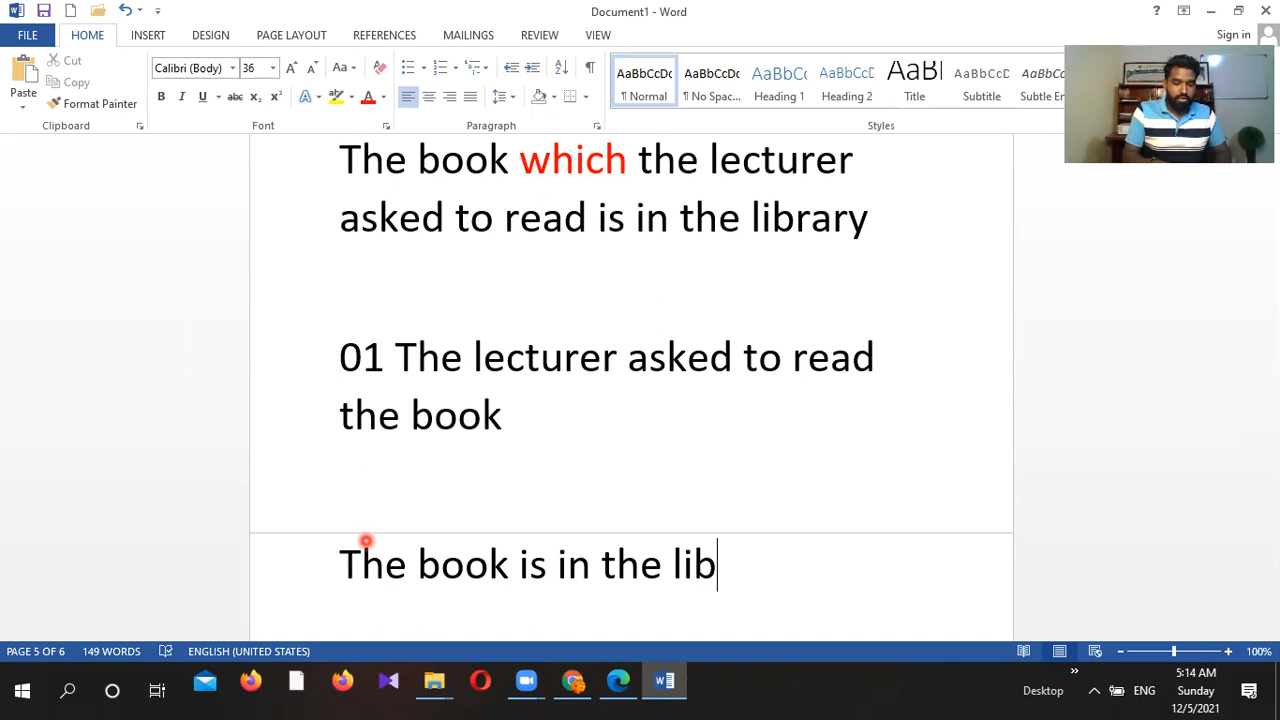 Document1 - Word
?
FILE HOME INSERT DESIGN PAGE LAYOUT REFERENCES MAILINGS REVIEW VIEW Sign in
Cut
Copy
Format Painter
Paste
Calibri (Body) 36
AaBbCcDc AaBbCcDc AaBbCc AaBbCcD AaBl AaBbCcD AaBbCcDc
¶ Normal ¶ No Spac... Heading 1 Heading 2 Title Subtitle Subtle Em
Clipboard Font Paragraph Styles
The book which the lecturer
asked to read is in the library
01 The lecturer asked to read
the book
The book is in the lib
PAGE 5 OF 6 149 WORDS ENGLISH (UNITED STATES) 100%
5:14 AM
Desktop ENG Sunday
12/5/2021